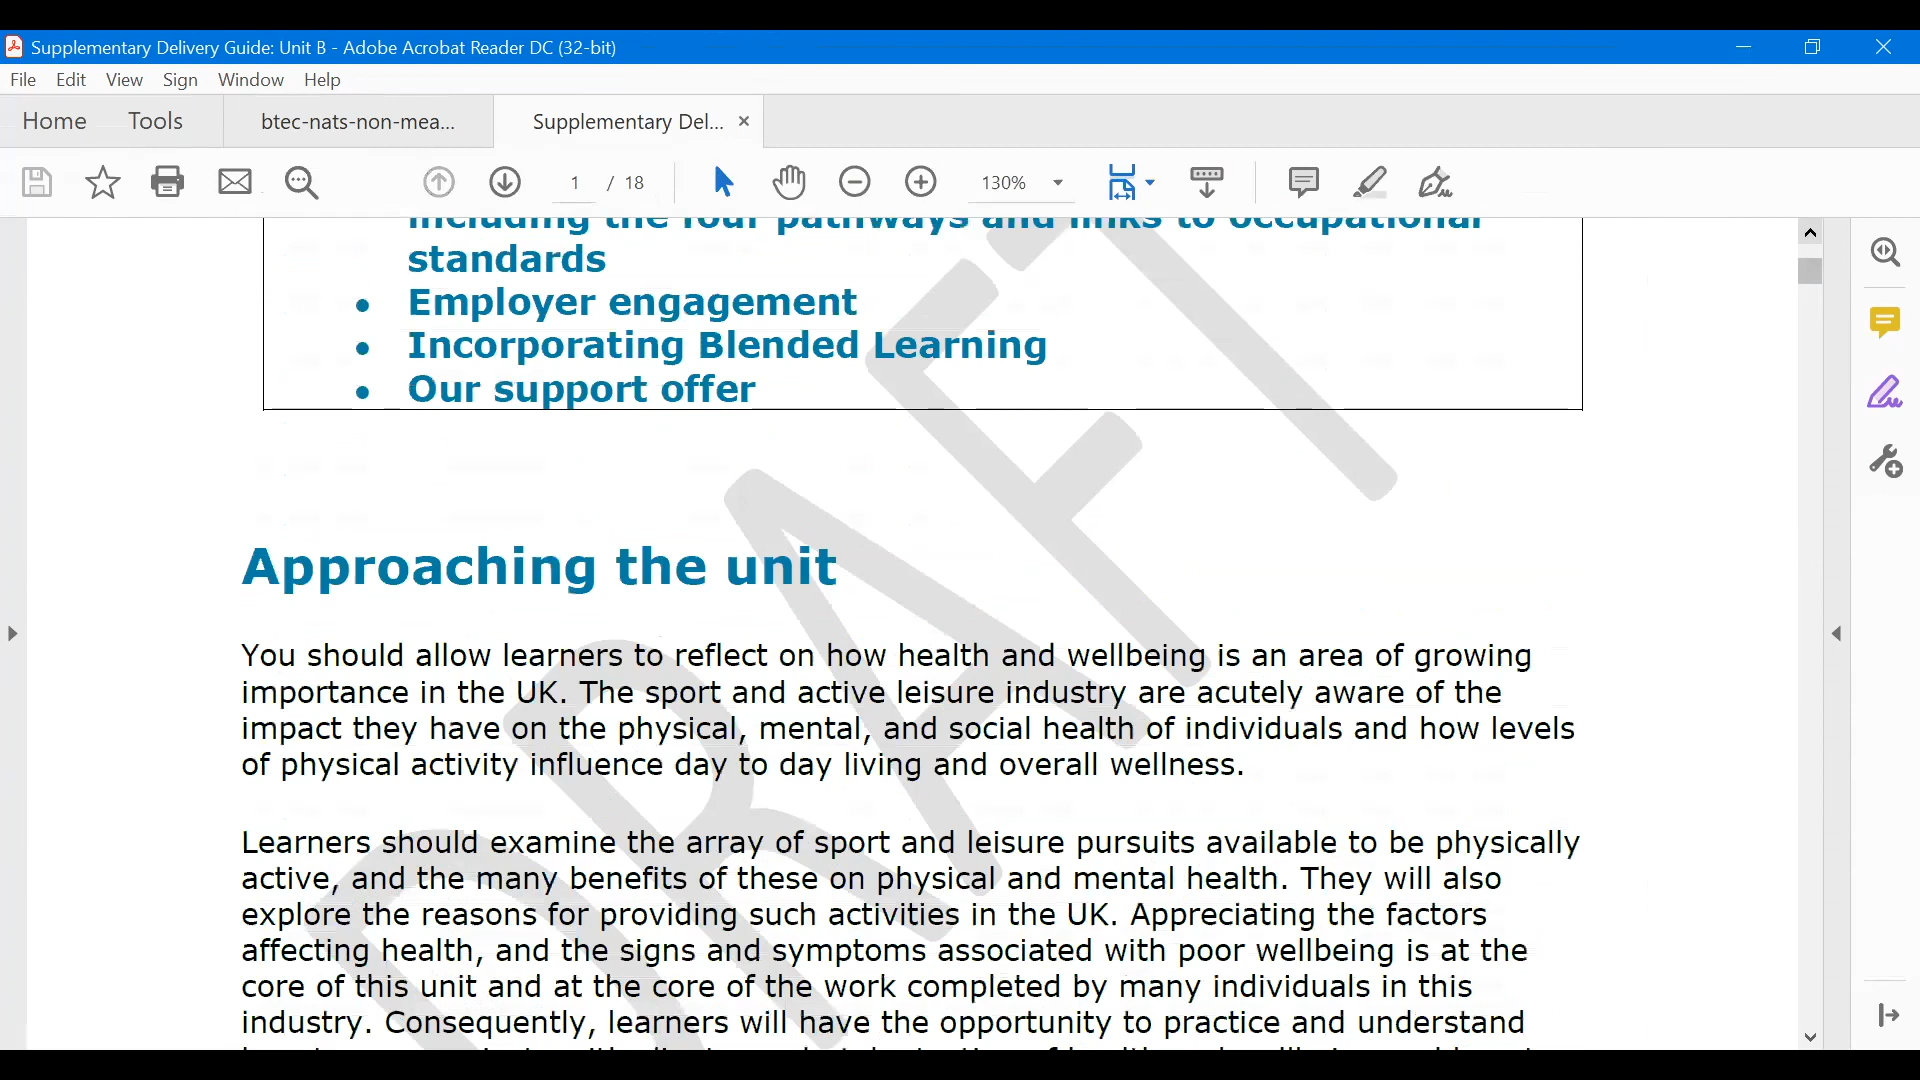 Supplementary Delivery Guide: Unit B - Adobe Acrobat Reader DC (32-bit)
File Edit View Sign Window Help
Home Tools btec-nats-non-mea... Supplementary Del... ×
1 / 18 130%
including the four pathways and links to occupational
standards
• Employer engagement
• Incorporating Blended Learning
• Our support offer
DRAFT
Approaching the unit
You should allow learners to reflect on how health and wellbeing is an area of growing
importance in the UK. The sport and active leisure industry are acutely aware of the
impact they have on the physical, mental, and social health of individuals and how levels
of physical activity influence day to day living and overall wellness.
Learners should examine the array of sport and leisure pursuits available to be physically
active, and the many benefits of these on physical and mental health. They will also
explore the reasons for providing such activities in the UK. Appreciating the factors
affecting health, and the signs and symptoms associated with poor wellbeing is at the
core of this unit and at the core of the work completed by many individuals in this
industry. Consequently, learners will have the opportunity to practice and understand